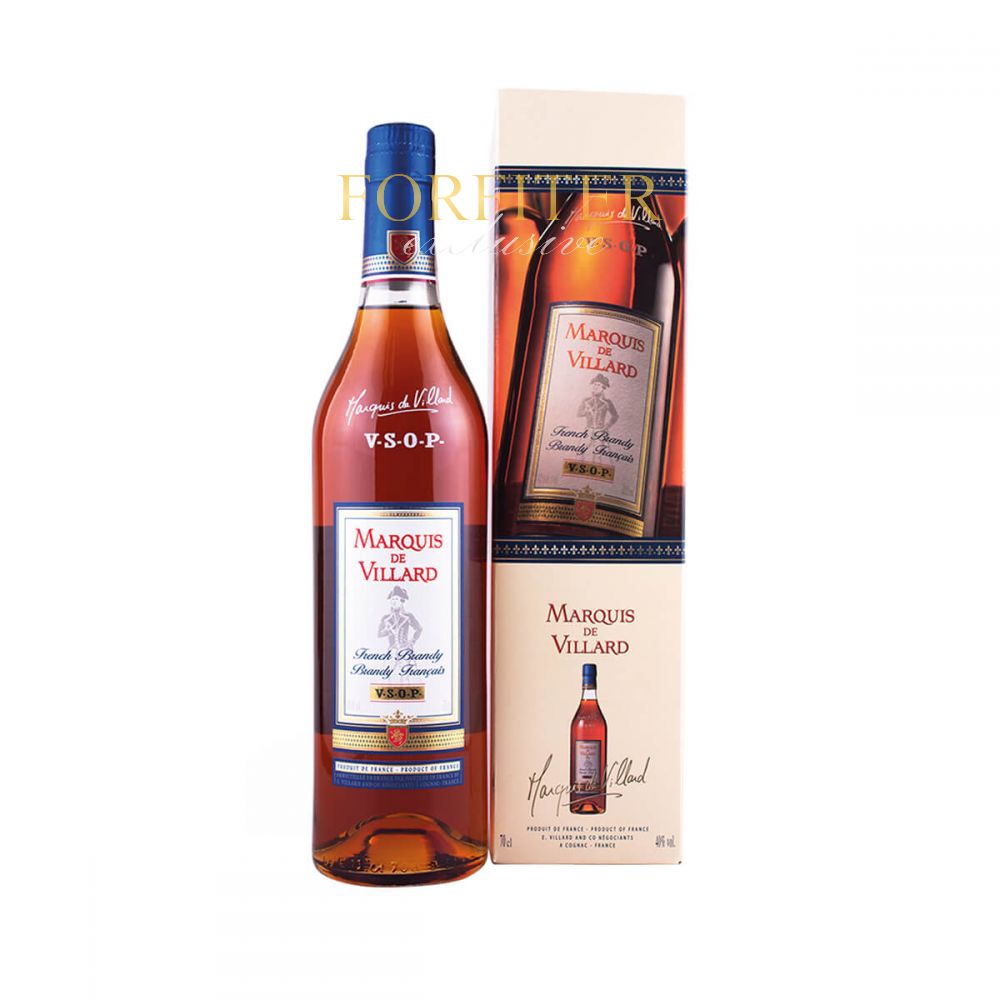 FORFITER
exclusive
Marquis de Villard
V-S-O-P-
MARQUIS
DE
VILLARD
French Brandy
Brandy Français
V-S-O-P-
PRODUIT DE FRANCE - PRODUCT OF FRANCE
Marquis de Villard
V-S-O-P
MARQUIS
DE
VILLARD
French Brandy
Brandy Français
V-S-O-P-
MARQUIS
DE
VILLARD
Marquis de Villard
PRODUIT DE FRANCE - PRODUCT OF FRANCE
E. VILLARD AND CO NÉGOCIANTS
A COGNAC - FRANCE
70 cl
40% vol.